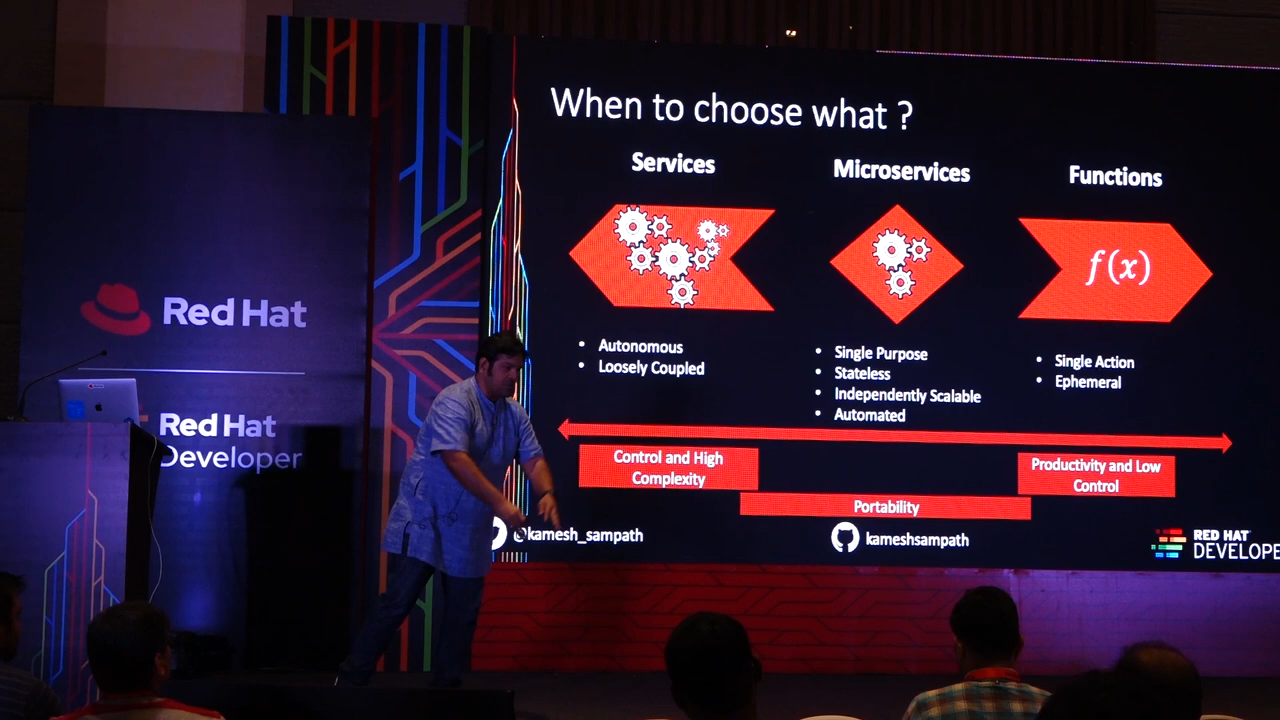 When to choose what ?
Services
Microservices
Functions
f(x)
• Autonomous
• Loosely Coupled
• Single Purpose
• Stateless
• Independently Scalable
• Automated
• Single Action
• Ephemeral
Control and High
Complexity
Portability
Productivity and Low
Control
@kamesh_sampath
kameshsampath
RED HAT
DEVELOPE
Red Hat
Red Hat
Developer